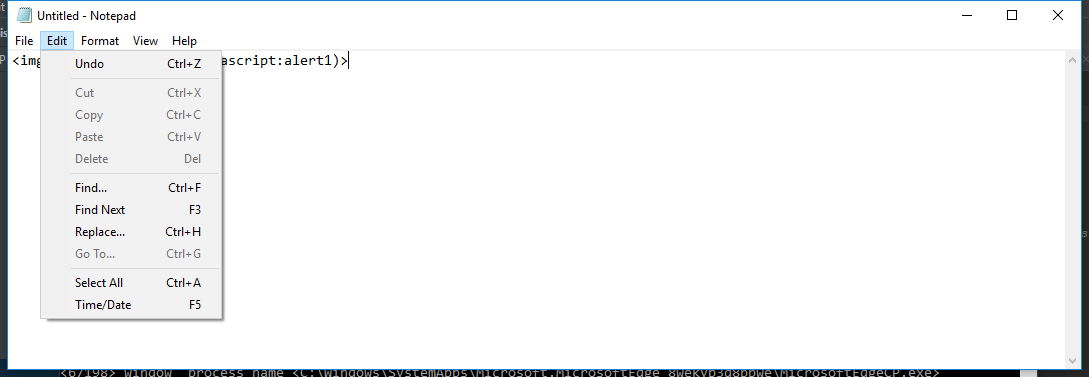 Untitled - Notepad
File Edit Format View Help
<img ascript:alert1)>
Undo Ctrl+Z
Cut Ctrl+X
Copy Ctrl+C
Paste Ctrl+V
Delete Del
Find... Ctrl+F
Find Next F3
Replace... Ctrl+H
Go To... Ctrl+G
Select All Ctrl+A
Time/Date F5
<6/198> window process name <C:\Windows\SystemApps\Microsoft.MicrosoftEdge_8wekyb3d8bbwe\MicrosoftEdgeCP.exe>